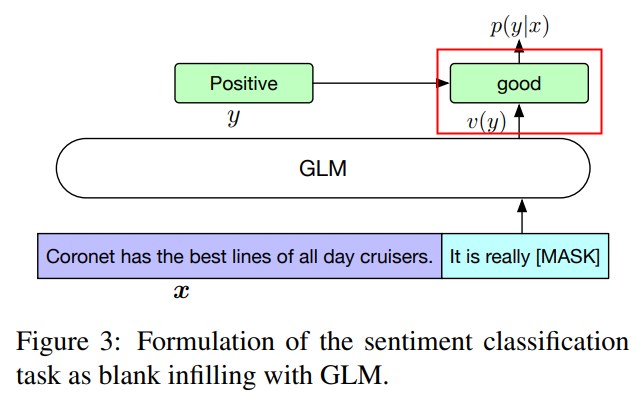 p(y|x)
Positive
good
y
v(y)
GLM
Coronet has the best lines of all day cruisers.
It is really [MASK]
x
Figure 3: Formulation of the sentiment classification
task as blank infilling with GLM.